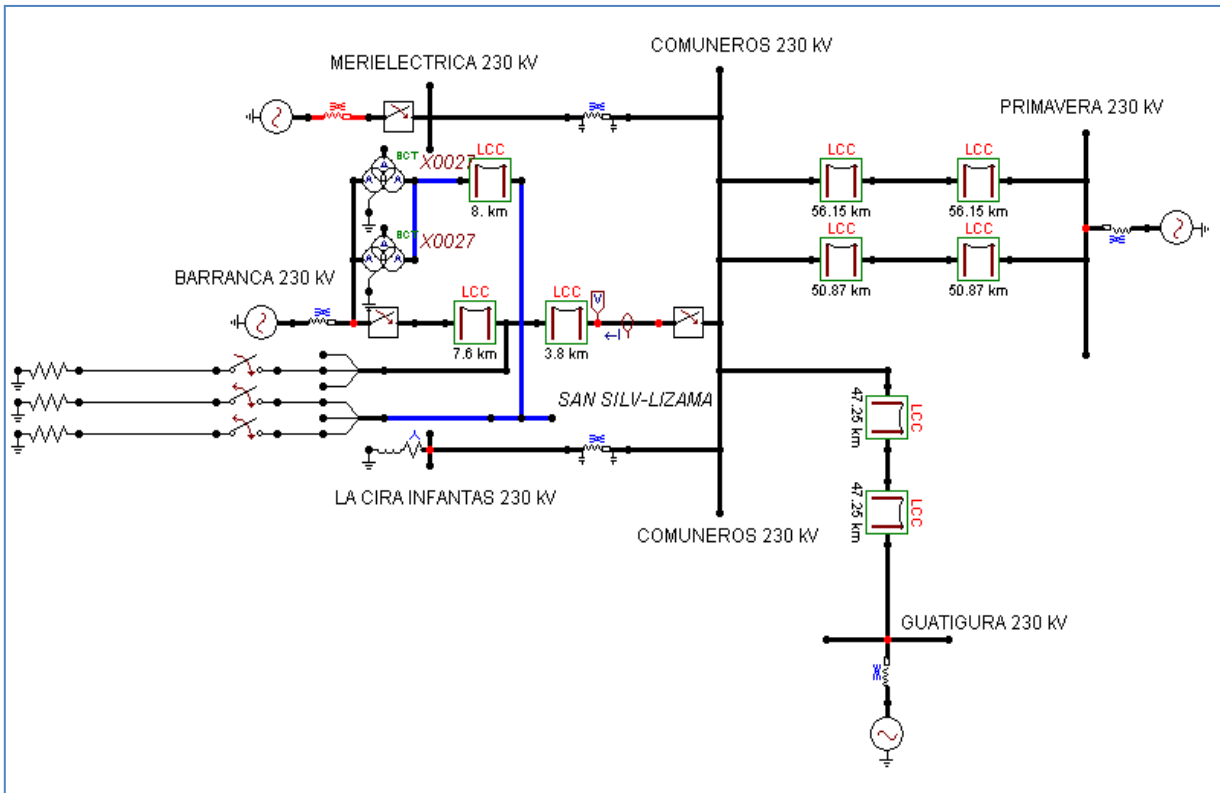 COMUNEROS 230 kV
MERIELECTRICA 230 kV
PRIMAVERA 230 kV
BCT
X0027
LCC
8. km
LCC
56.15 km
LCC
56.15 km
BCT
X0027
LCC
50.87 km
LCC
50.87 km
BARRANCA 230 kV
LCC
7.6 km
LCC
3.8 km
V
I
SAN SILV-LIZAMA
LCC
47.25 km
LCC
47.25 km
LA CIRA INFANTAS 230 kV
COMUNEROS 230 kV
GUATIGURA 230 kV